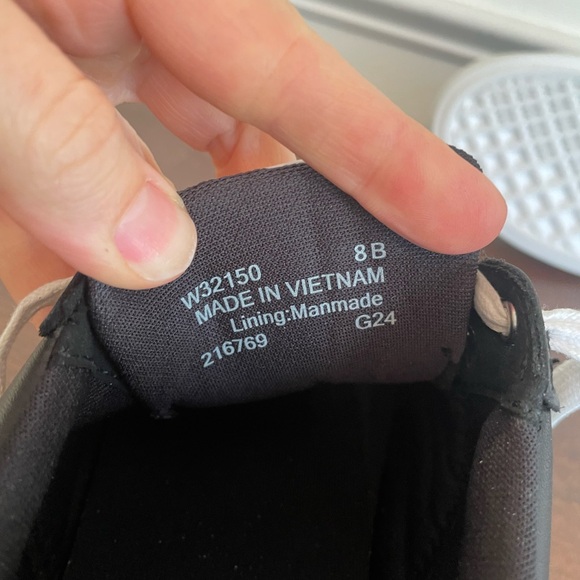 W32150 8 B
MADE IN VIETNAM
Lining:Manmade
216769 G24